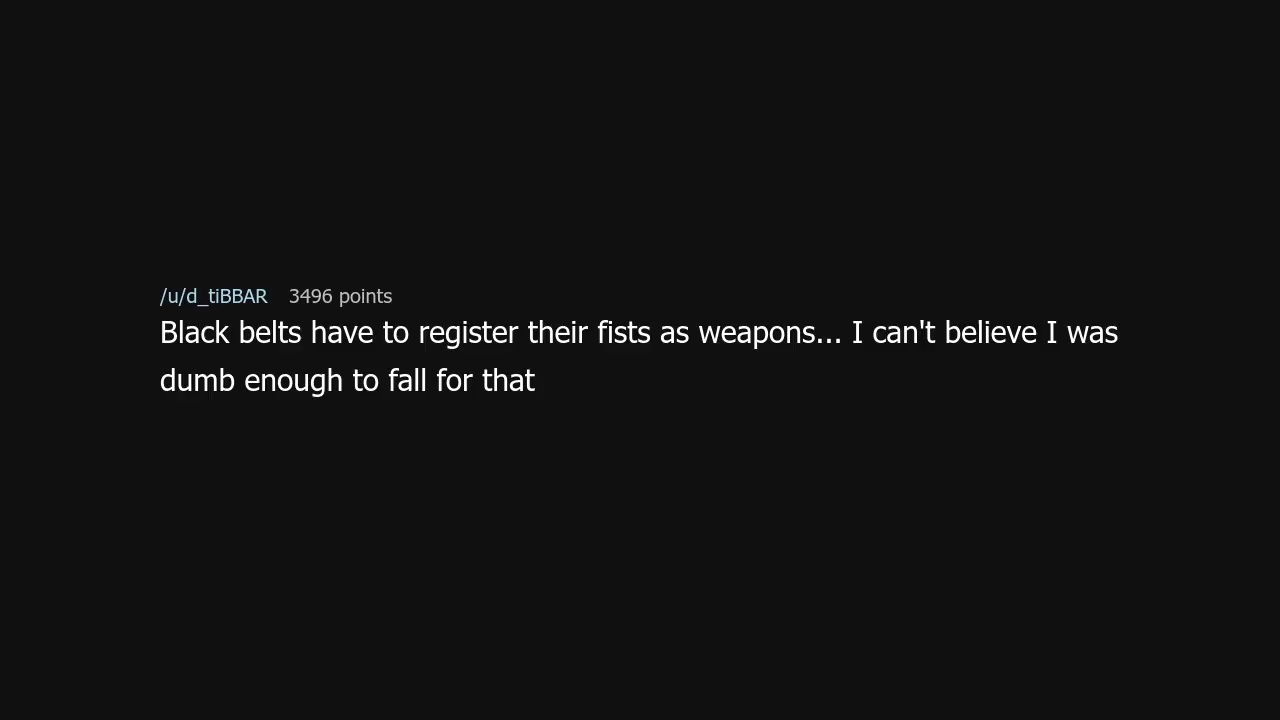 /u/d_tiBBAR 3496 points
Black belts have to register their fists as weapons... I can't believe I was
dumb enough to fall for that